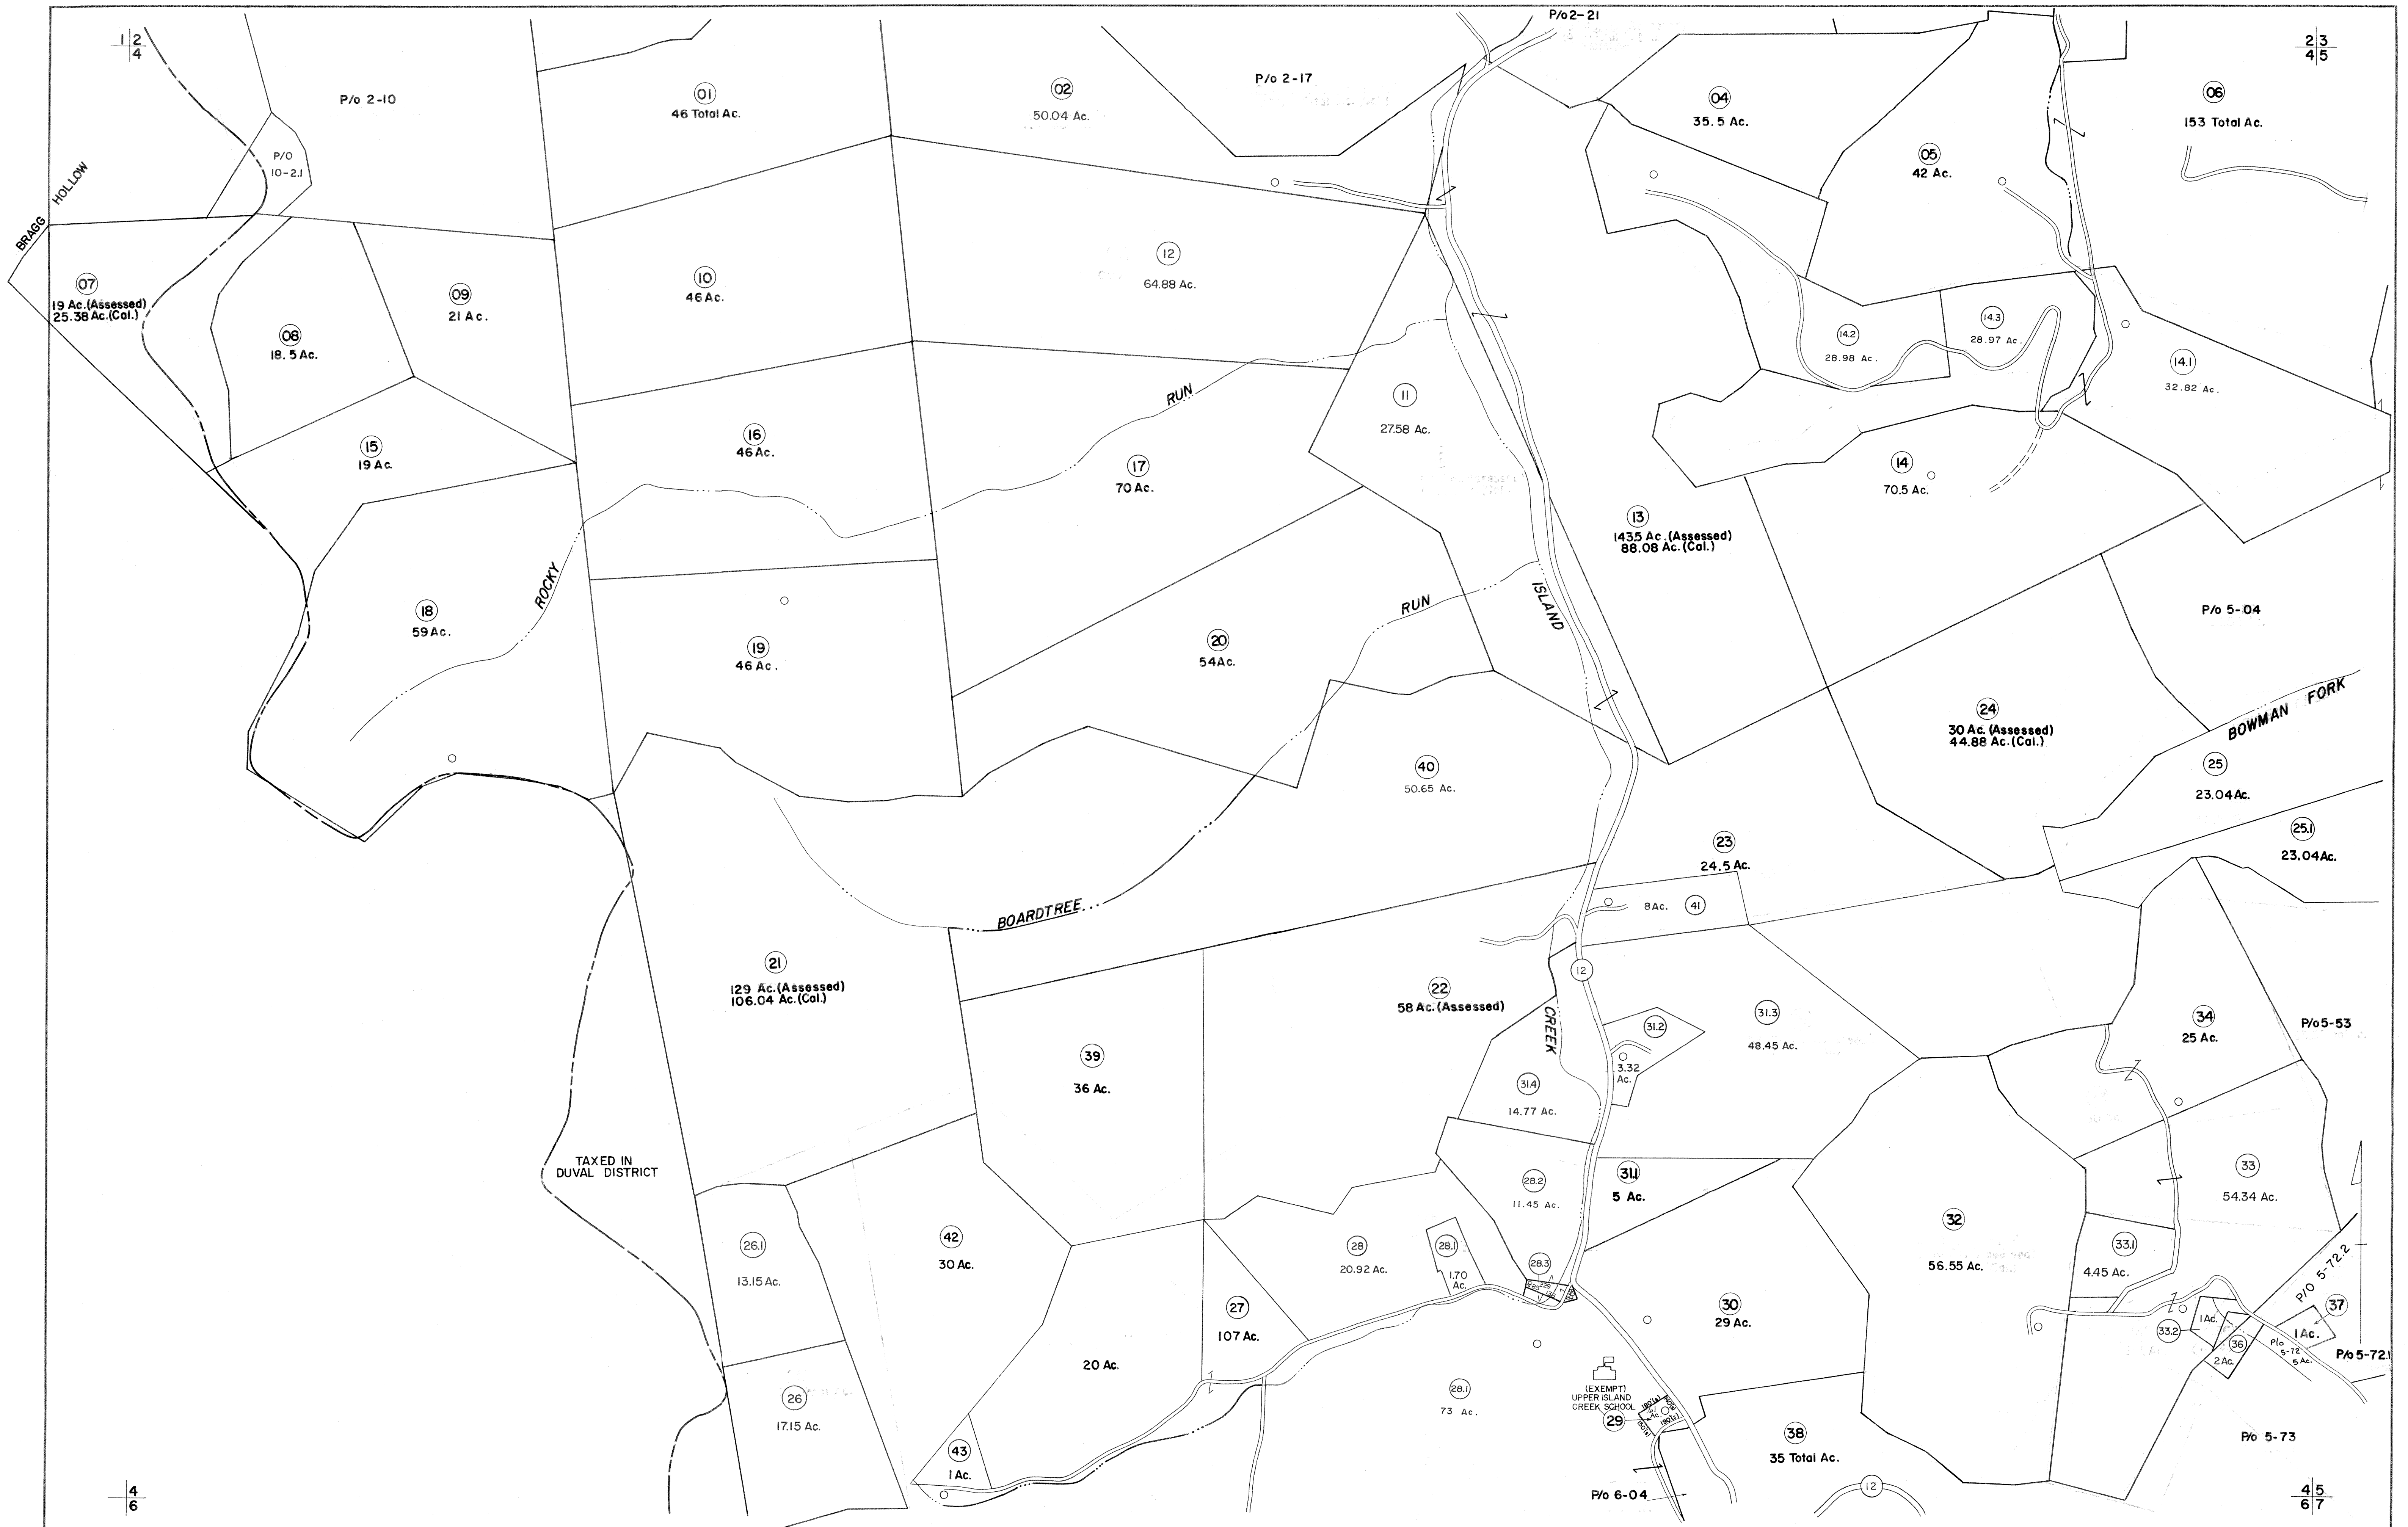 P/o 2-21
1 2
4
2 3
4 5
P/o 2-10
01
46 Total Ac.
02
50.04 Ac.
P/o 2-17
04
35.5 Ac.
05
42 Ac.
06
153 Total Ac.
P/O
10-2.1
BRAGG HOLLOW
07
19 Ac.(Assessed)
25.38 Ac.(Cal.)
08
18.5 Ac.
09
21 Ac.
10
46 Ac.
12
64.88 Ac.
14.2
28.98 Ac.
14.3
28.97 Ac.
14.1
32.82 Ac.
11
27.58 Ac.
RUN
15
19 Ac.
16
46 Ac.
17
70 Ac.
14
70.5 Ac.
13
143.5 Ac.(Assessed)
88.08 Ac.(Cal.)
ROCKY
18
59 Ac.
19
46 Ac.
20
54 Ac.
RUN
ISLAND
P/o 5-04
24
30 Ac. (Assessed)
44.88 Ac.(Cal.)
BOWMAN FORK
25
23.04 Ac.
40
50.65 Ac.
23
24.5 Ac.
25.1
23.04 Ac.
BOARDTREE
8 Ac.
41
21
129 Ac.(Assessed)
106.04 Ac.(Cal.)
22
58 Ac.(Assessed)
12
CREEK
31.2
3.32
Ac.
31.3
48.45 Ac.
34
25 Ac.
P/o 5-53
39
36 Ac.
31.4
14.77 Ac.
TAXED IN
DUVAL DISTRICT
28.2
11.45 Ac.
31.1
5 Ac.
33
54.34 Ac.
32
56.55 Ac.
33.1
4.45 Ac.
26.1
13.15 Ac.
42
30 Ac.
28
20.92 Ac.
28.1
1.70
Ac.
28.3
27
107 Ac.
20 Ac.
30
29 Ac.
P/O 5-72.2
37
1 Ac.
1 Ac.
33.2
36
2 Ac.
P/o
5-72
5 Ac.
P/o 5-72.1
26
17.15 Ac.
28.1
73 Ac.
(EXEMPT)
UPPER ISLAND
CREEK SCHOOL
29
38
35 Total Ac.
P/o 5-73
43
1 Ac.
P/o 6-04
12
4
6
4 5
6 7